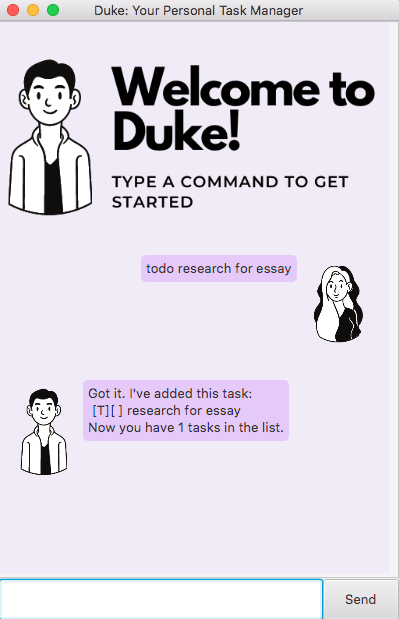 Duke: Your Personal Task Manager
Welcome to
Duke!
TYPE A COMMAND TO GET
STARTED
todo research for essay
Got it. I've added this task:
[T][ ] research for essay
Now you have 1 tasks in the list.
Send